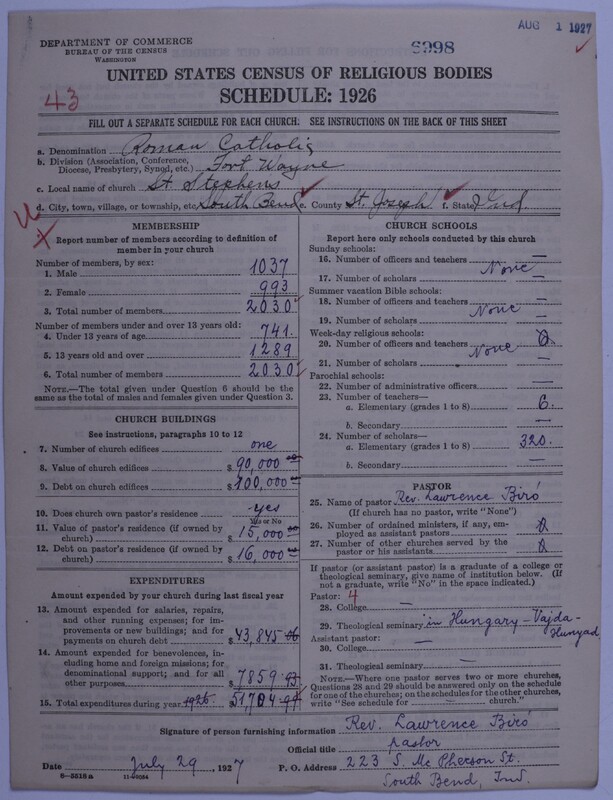 AUG 1 1927
DEPARTMENT OF COMMERCE
BUREAU OF THE CENSUS
WASHINGTON
6998
UNITED STATES CENSUS OF RELIGIOUS BODIES
SCHEDULE: 1926
43
FILL OUT A SEPARATE SCHEDULE FOR EACH CHURCH: SEE INSTRUCTIONS ON THE BACK OF THIS SHEET
a. Denomination Roman Catholic
b. Division (Association, Conference, Diocese, Presbytery, Synod, etc.) Fort Wayne
c. Local name of church St Stephens
d. City, town, village, or township, etc. South Bend e. County St. Joseph f. State Ind.
MEMBERSHIP
Report number of members according to definition of
member in your church
Number of members, by sex:
1. Male 1037
2. Female 993
3. Total number of members 2030
Number of members under and over 13 years old:
4. Under 13 years of age 741.
5. 13 years old and over 1289
6. Total number of members 2030
NOTE.—The total given under Question 6 should be
same as the total of males and females given under Question 3.
CHURCH BUILDINGS
See instructions, paragraphs 10 to 12
7. Number of church edifices one
8. Value of church edifices $ 90,000
9. Debt on church edifices $ 100,000
10. Does church own pastor's residence yes
Yes or No
11. Value of pastor's residence (if owned by
church) $ 15,000
12. Debt on pastor's residence (if owned by
church) $ 16,000
EXPENDITURES
Amount expended by your church during last fiscal year
13. Amount expended for salaries, repairs,
and other running expenses; for im-
provements or new buildings; and for
payments on church debt $ 43,845
14. Amount expended for benevolences, in-
cluding home and foreign missions; for
denominational support; and for all
other purposes $ 7859
15. Total expenditures during year $ 51704
CHURCH SCHOOLS
Report here only schools conducted by this church
Sunday schools:
16. Number of officers and teachers —
None
17. Number of scholars —
Summer vacation Bible schools:
18. Number of officers and teachers —
None
19. Number of scholars —
Week-day religious schools:
20. Number of officers and teachers 0
None
21. Number of scholars —
Parochial schools:
22. Number of administrative officers —
23. Number of teachers—
a. Elementary (grades 1 to 8) 6.
b. Secondary —
24. Number of scholars—
a. Elementary (grades 1 to 8) 320.
b. Secondary —
PASTOR
25. Name of pastor Rev. Lawrence Biró
(If church has no pastor, write "None")
26. Number of ordained ministers, if any, em-
ployed as assistant pastors 0
27. Number of other churches served by the
pastor or his assistants 0
If pastor (or assistant pastor) is a graduate of a college or
theological seminary, give name of institution below. (If
not a graduate, write "No" in the space indicated.)
Pastor: 4
28. College —
29. Theological seminary in Hungary - Vajda-
Hunyad
Assistant pastor:
30. College —
31. Theological seminary —
NOTE.—Where one pastor serves two or more churches,
Questions 28 and 29 should be answered only on the schedule
for one of the churches; on the schedules for the other churches,
write "See schedule for church."
Signature of person furnishing information Rev. Lawrence Biró
Official title pastor
Date July 29, 1927 P. O. Address 223 S. Mc Pherson St.
South Bend, Ind.
8—5518a